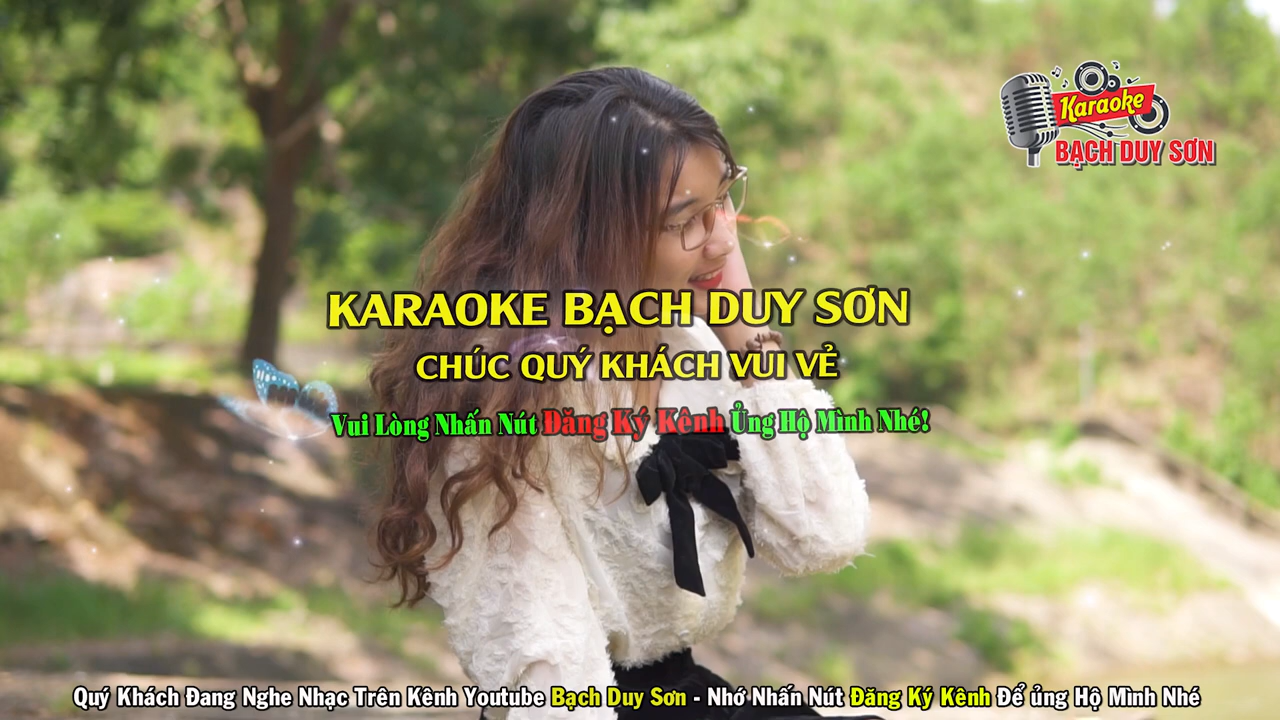 Karaoke
BẠCH DUY SƠN
KARAOKE BẠCH DUY SƠN
CHÚC QUÝ KHÁCH VUI VẺ
Vui Lòng Nhấn Nút Đăng Ký Kênh Ủng Hộ Mình Nhé!
Quý Khách Đang Nghe Nhạc Trên Kênh Youtube Bạch Duy Sơn - Nhớ Nhấn Nút Đăng Ký Kênh Để ủng Hộ Mình Nhé